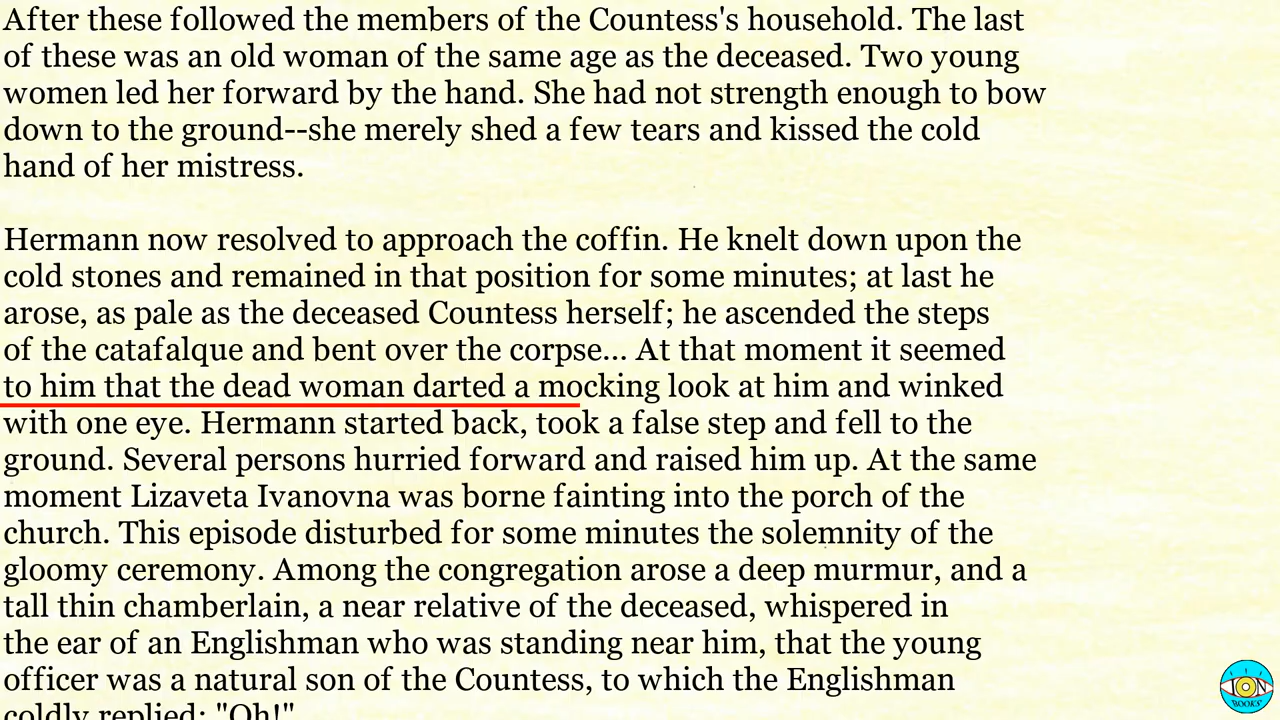 After these followed the members of the Countess's household. The last
of these was an old woman of the same age as the deceased. Two young
women led her forward by the hand. She had not strength enough to bow
down to the ground--she merely shed a few tears and kissed the cold
hand of her mistress.
Hermann now resolved to approach the coffin. He knelt down upon the
cold stones and remained in that position for some minutes; at last he
arose, as pale as the deceased Countess herself; he ascended the steps
of the catafalque and bent over the corpse... At that moment it seemed
to him that the dead woman darted a mocking look at him and winked
with one eye. Hermann started back, took a false step and fell to the
ground. Several persons hurried forward and raised him up. At the same
moment Lizaveta Ivanovna was borne fainting into the porch of the
church. This episode disturbed for some minutes the solemnity of the
gloomy ceremony. Among the congregation arose a deep murmur, and a
tall thin chamberlain, a near relative of the deceased, whispered in
the ear of an Englishman who was standing near him, that the young
officer was a natural son of the Countess, to which the Englishman
coldly replied: "Oh!"
ION
BOOKS